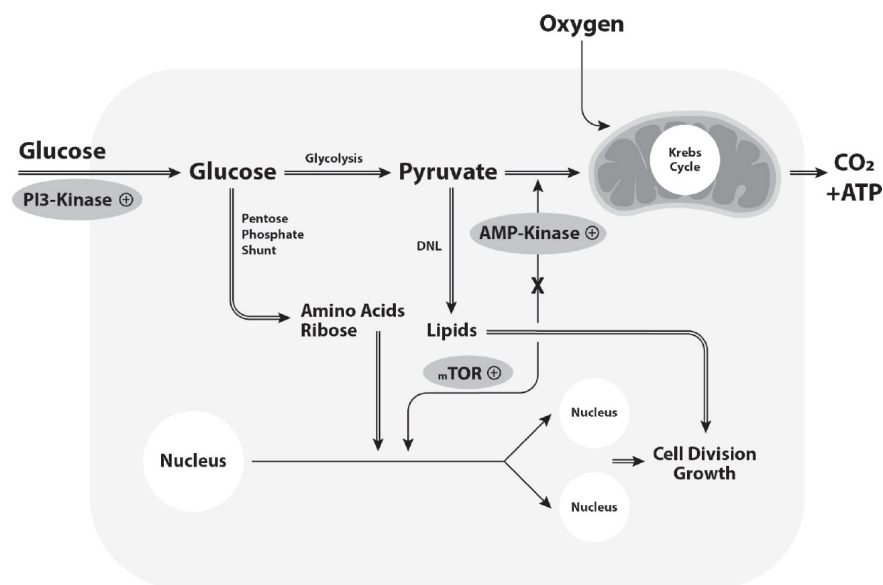 Oxygen
Glucose
PI3-Kinase ⊕
Glucose
Glycolysis
Pyruvate
Krebs
Cycle
CO₂
+ATP
Pentose
Phosphate
Shunt
DNL
AMP-Kinase ⊕
X
Amino Acids
Ribose
Lipids
mTOR ⊕
Nucleus
Nucleus
Nucleus
Cell Division
Growth